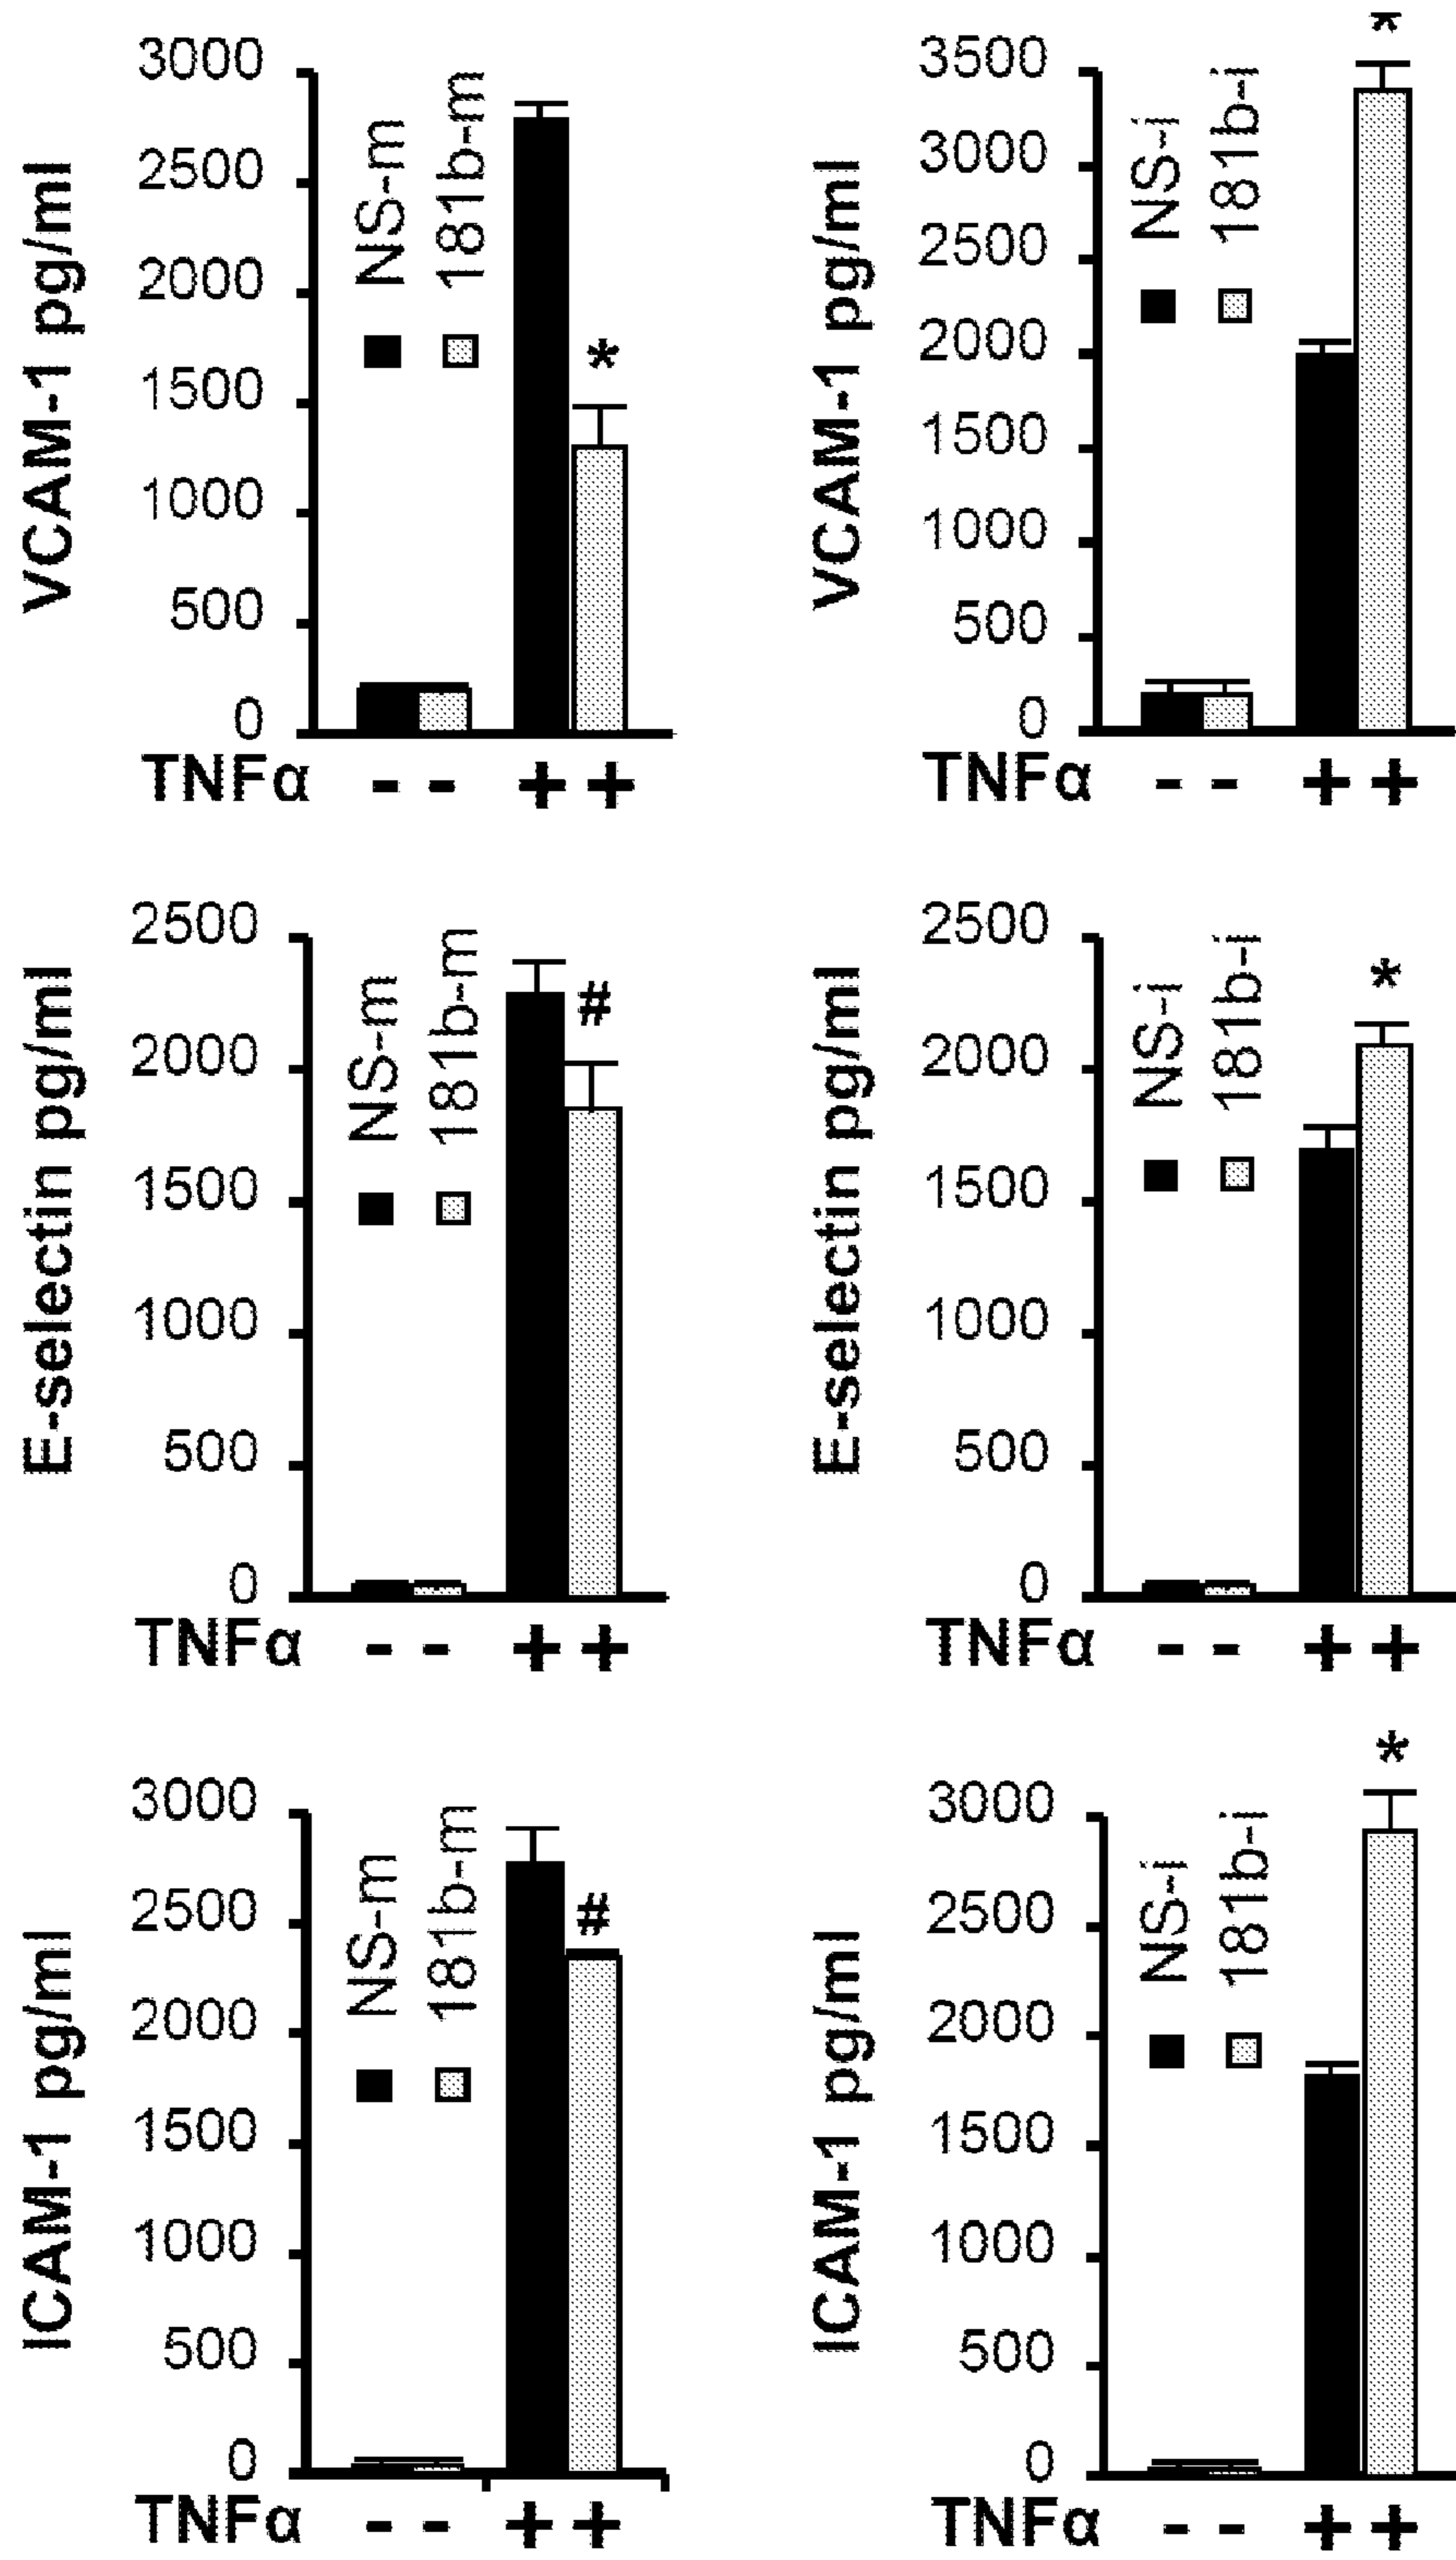 VCAM-1 pg/ml
3000
2500
2000
1500
1000
500
0
NS-m
181b-m
*
TNFα - - + +
VCAM-1 pg/ml
3500
3000
2500
2000
1500
1000
500
0
NS-i
181b-i
*
TNFα - - + +
E-selectin pg/ml
2500
2000
1500
1000
500
0
NS-m
181b-m
#
TNFα - - + +
E-selectin pg/ml
2500
2000
1500
1000
500
0
NS-i
181b-i
*
TNFα - - + +
ICAM-1 pg/ml
3000
2500
2000
1500
1000
500
0
NS-m
181b-m
#
TNFα - - + +
ICAM-1 pg/ml
3000
2500
2000
1500
1000
500
0
NS-i
181b-i
*
TNFα - - + +